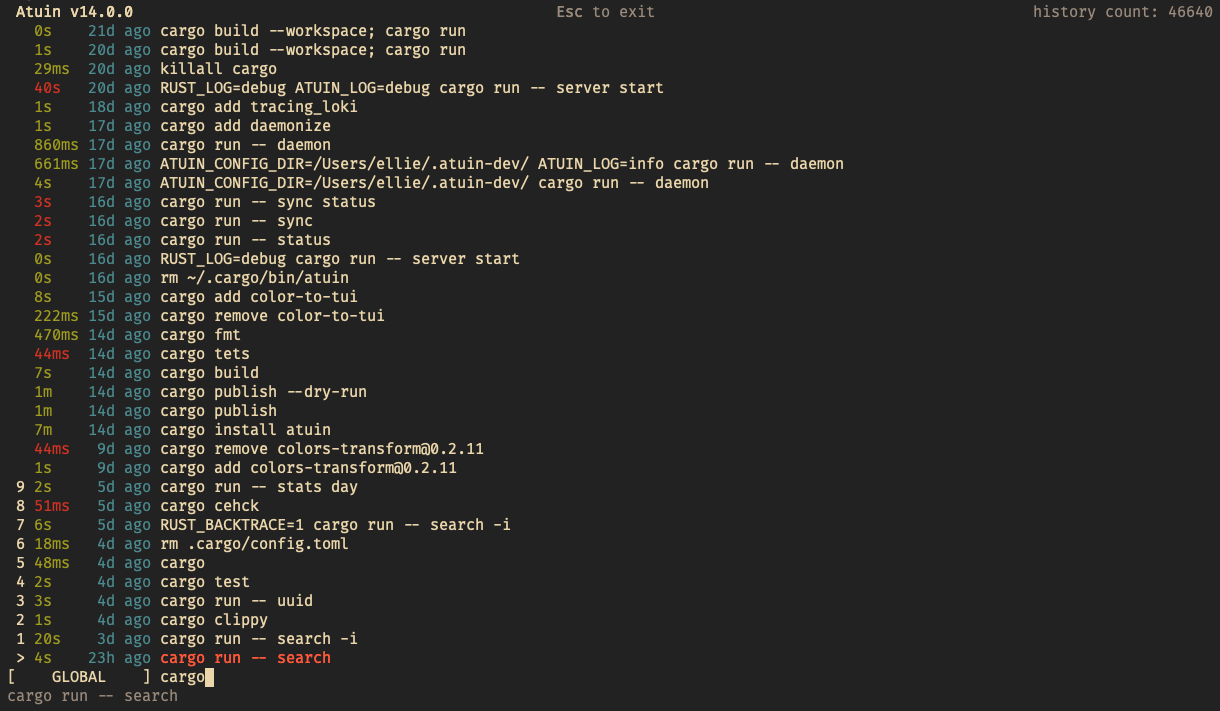 Atuin v14.0.0 Esc to exit history count: 46640
0s 21d ago cargo build --workspace; cargo run
1s 20d ago cargo build --workspace; cargo run
29ms 20d ago killall cargo
40s 20d ago RUST_LOG=debug ATUIN_LOG=debug cargo run -- server start
1s 18d ago cargo add tracing_loki
1s 17d ago cargo add daemonize
860ms 17d ago cargo run -- daemon
661ms 17d ago ATUIN_CONFIG_DIR=/Users/ellie/.atuin-dev/ ATUIN_LOG=info cargo run -- daemon
4s 17d ago ATUIN_CONFIG_DIR=/Users/ellie/.atuin-dev/ cargo run -- daemon
3s 16d ago cargo run -- sync status
2s 16d ago cargo run -- sync
2s 16d ago cargo run -- status
0s 16d ago RUST_LOG=debug cargo run -- server start
0s 16d ago rm ~/.cargo/bin/atuin
8s 15d ago cargo add color-to-tui
222ms 15d ago cargo remove color-to-tui
470ms 14d ago cargo fmt
44ms 14d ago cargo tets
7s 14d ago cargo build
1m 14d ago cargo publish --dry-run
1m 14d ago cargo publish
7m 14d ago cargo install atuin
44ms 9d ago cargo remove colors-transform@0.2.11
1s 9d ago cargo add colors-transform@0.2.11
9 2s 5d ago cargo run -- stats day
8 51ms 5d ago cargo cehck
7 6s 5d ago RUST_BACKTRACE=1 cargo run -- search -i
6 18ms 4d ago rm .cargo/config.toml
5 48ms 4d ago cargo
4 2s 4d ago cargo test
3 3s 4d ago cargo run -- uuid
2 1s 4d ago cargo clippy
1 20s 3d ago cargo run -- search -i
> 4s 23h ago cargo run -- search
[ GLOBAL ] cargo
cargo run -- search